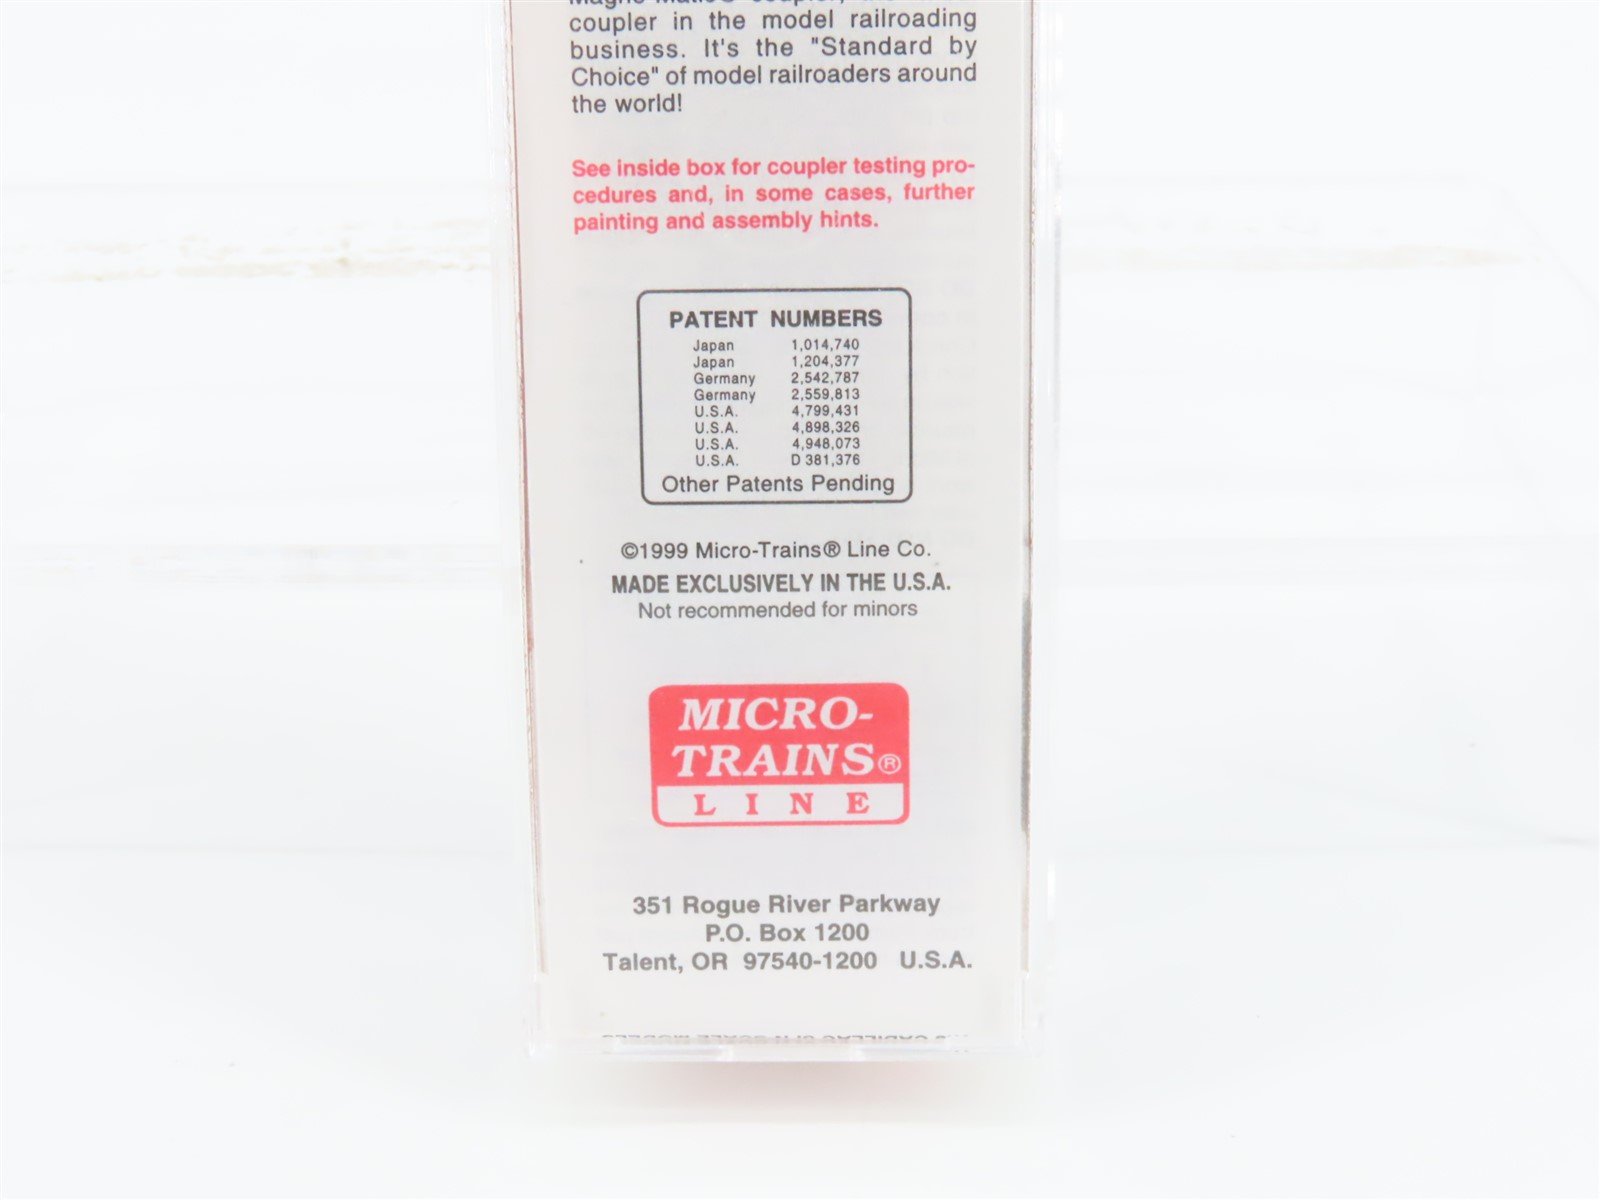 coupler in the model railroading
business. It's the "Standard by
Choice" of model railroaders around
the world!
See inside box for coupler testing pro-
cedures and, in some cases, further
painting and assembly hints.
PATENT NUMBERS
Japan 1,014,740
Japan 1,204,377
Germany 2,542,787
Germany 2,559,813
U.S.A. 4,799,431
U.S.A. 4,898,326
U.S.A. 4,948,073
U.S.A. D 381,376
Other Patents Pending
©1999 Micro-Trains® Line Co.
MADE EXCLUSIVELY IN THE U.S.A.
Not recommended for minors
MICRO-
TRAINS®
LINE
351 Rogue River Parkway
P.O. Box 1200
Talent, OR 97540-1200 U.S.A.